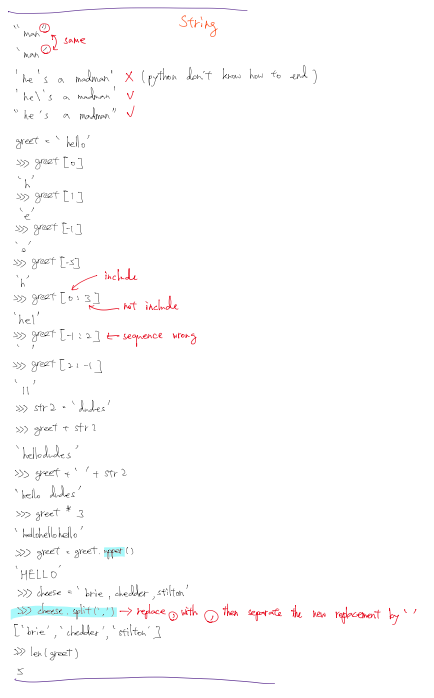 String
"man"
'man' same
'he's a madman' X (python don't know how to end)
'he\'s a madman' ✓
"he's a madman" ✓
greet = 'hello'
>>> greet [0]
'h'
>>> greet [1]
'e'
>>> greet [-1]
'o'
>>> greet [-5]
'h'
include
>>> greet [0:3]
not include
'hel'
>>> greet [-1:2] ← sequence wrong
' '
>>> greet [2:-1]
'll'
>>> str2 = 'dudes'
>>> greet + str2
'hellodudes'
>>> greet + ' ' + str2
'hello dudes'
>>> greet * 3
'hellohellohello'
>>> greet = greet.upper()
'HELLO'
>>> cheese = 'brie, chedder, stilton'
>>> cheese.split(',') → replace , with , then separate the new replacement by ' '
['brie', 'chedder', 'stilton']
>>> len(greet)
5